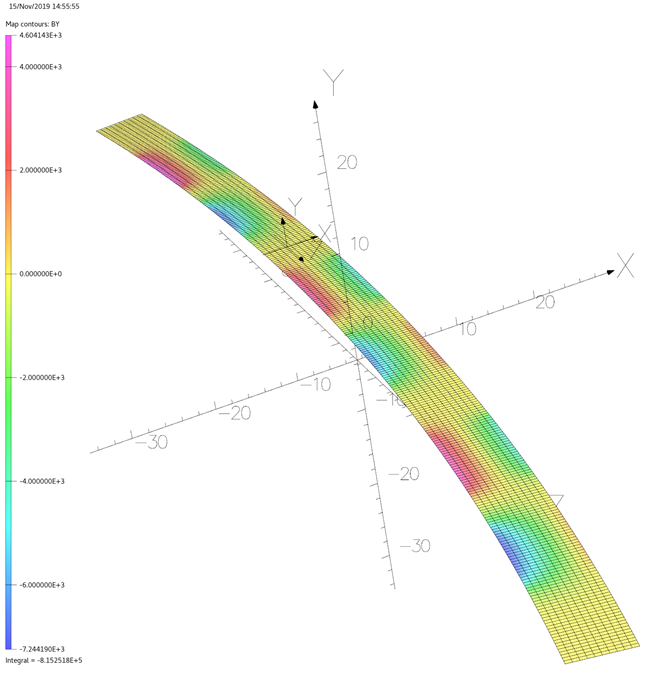 15/Nov/2019 14:55:55
Map contours: BY
4.604143E+3
4.000000E+3
2.000000E+3
0.000000E+0
-2.000000E+3
-4.000000E+3
-6.000000E+3
-7.244190E+3
Integral = -8.152518E+5
Y
20
10
0
-20
-30
X
20
10
-10
-20
-30
Y
X